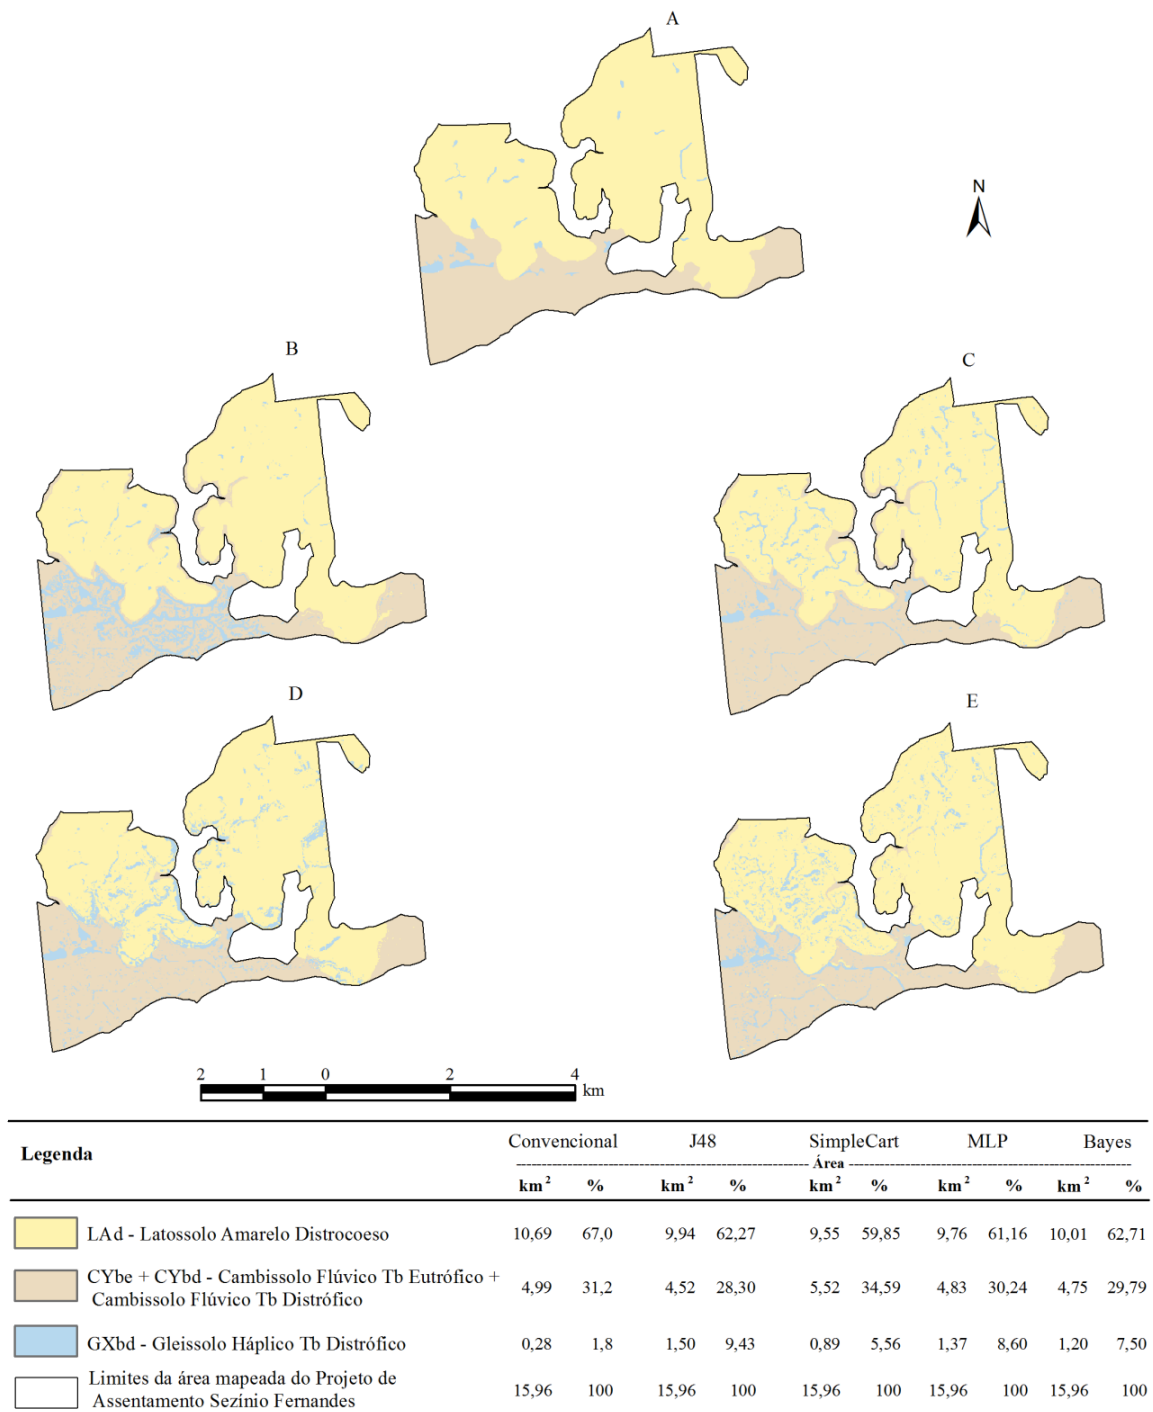 A
N
B
C
D
E
2 1 0 2 4
km
Legenda
Convencional J48 SimpleCart MLP Bayes
Área
km² % km² % km² % km² % km² %
LAd - Latossolo Amarelo Distrocoeso 10,69 67,0 9,94 62,27 9,55 59,85 9,76 61,16 10,01 62,71
CYbe + CYbd - Cambissolo Flúvico Tb Eutrófico +
Cambissolo Flúvico Tb Distrófico
4,99 31,2 4,52 28,30 5,52 34,59 4,83 30,24 4,75 29,79
GXbd - Gleissolo Háplico Tb Distrófico 0,28 1,8 1,50 9,43 0,89 5,56 1,37 8,60 1,20 7,50
Limites da área mapeada do Projeto de
Assentamento Sezínio Fernandes
15,96 100 15,96 100 15,96 100 15,96 100 15,96 100